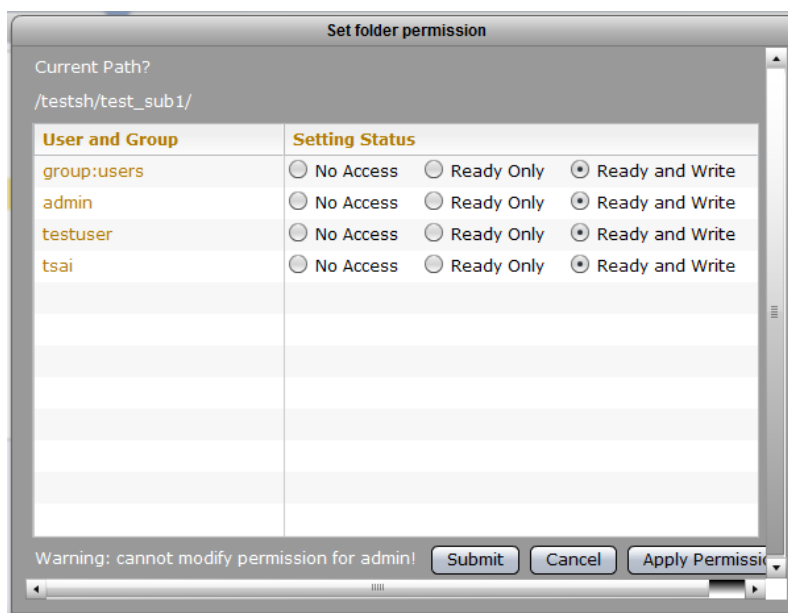 Set folder permission
Current Path?
/testsh/test_sub1/
User and Group Setting Status
group:users No Access Ready Only Ready and Write
admin No Access Ready Only Ready and Write
testuser No Access Ready Only Ready and Write
tsai No Access Ready Only Ready and Write
Warning: cannot modify permission for admin! Submit Cancel Apply